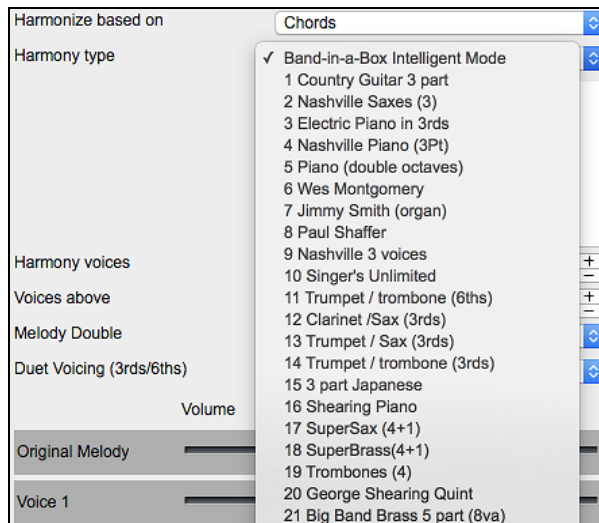 Harmonize based on
Chords
Harmony type
✓ Band-in-a-Box Intelligent Mode
1 Country Guitar 3 part
2 Nashville Saxes (3)
3 Electric Piano in 3rds
4 Nashville Piano (3Pt)
5 Piano (double octaves)
6 Wes Montgomery
7 Jimmy Smith (organ)
8 Paul Shaffer
9 Nashville 3 voices
10 Singer's Unlimited
11 Trumpet / trombone (6ths)
12 Clarinet /Sax (3rds)
13 Trumpet / Sax (3rds)
14 Trumpet / trombone (3rds)
15 3 part Japanese
16 Shearing Piano
17 SuperSax (4+1)
18 SuperBrass(4+1)
19 Trombones (4)
20 George Shearing Quint
21 Big Band Brass 5 part (8va)
Harmony voices
+
−
Voices above
+
−
Melody Double
Duet Voicing (3rds/6ths)
Volume
Original Melody
Voice 1